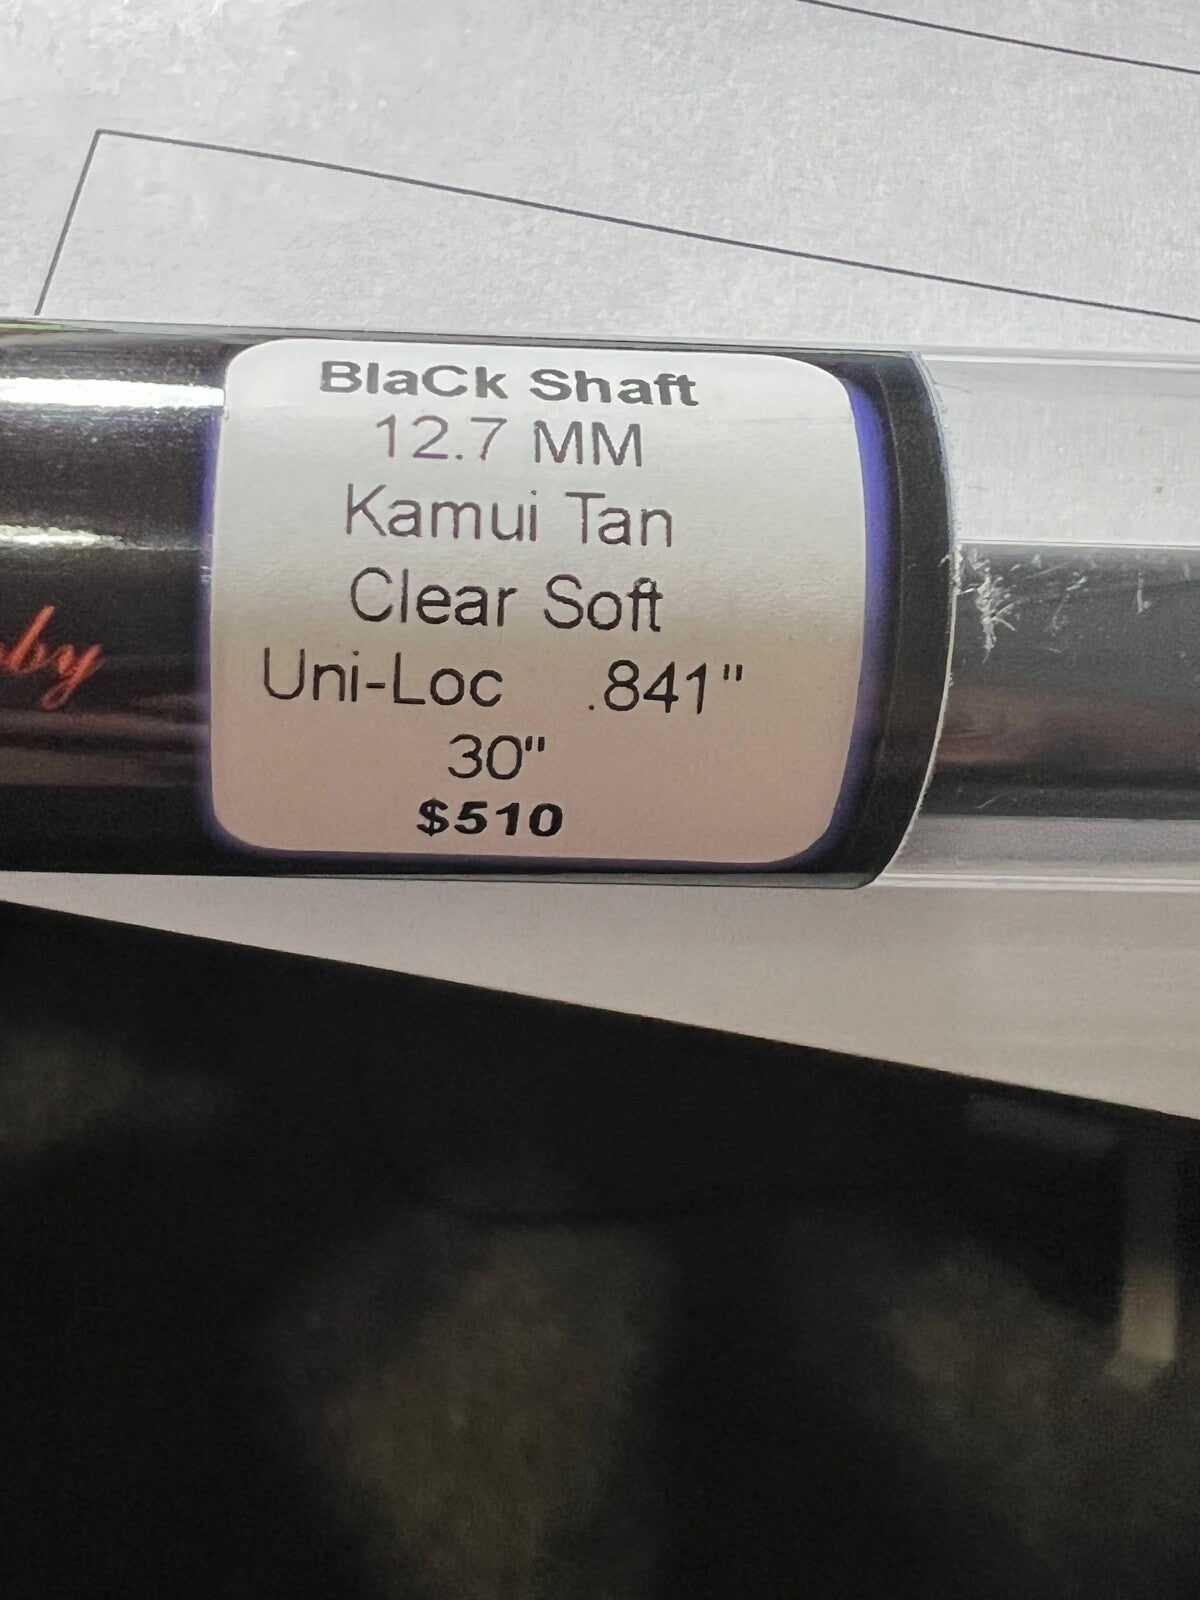 BlaCk Shaft
12.7 MM
Kamui Tan
Clear Soft
Uni-Loc .841"
30"
$510